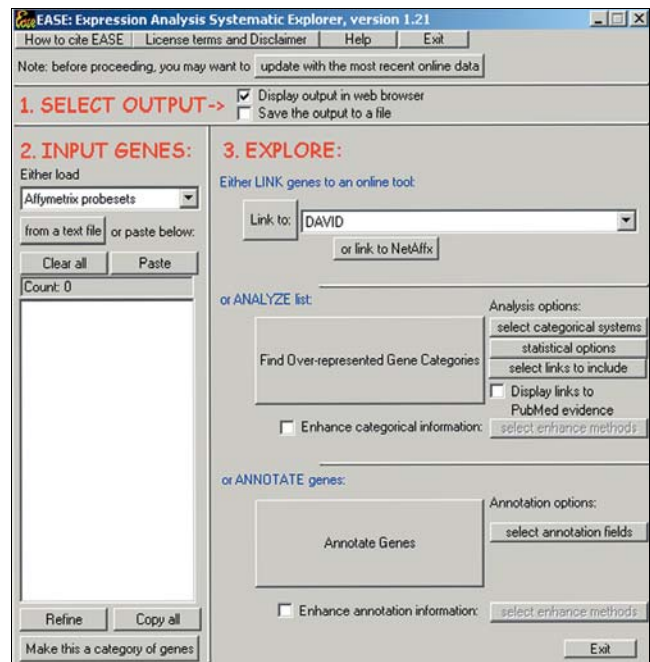 EASE: Expression Analysis Systematic Explorer, version 1.21
How to cite EASE License terms and Disclaimer Help Exit
Note: before proceeding, you may want to update with the most recent online data
1. SELECT OUTPUT->
Display output in web browser
Save the output to a file
2. INPUT GENES:
Either load
Affymetrix probesets
from a text file or paste below:
Clear all Paste
Count: 0
Refine Copy all
Make this a category of genes
3. EXPLORE:
Either LINK genes to an online tool:
Link to: DAVID
or link to NetAffx
or ANALYZE list:
Find Over-represented Gene Categories
Analysis options:
select categorical systems
statistical options
select links to include
Display links to
PubMed evidence
Enhance categorical information: select enhance methods
or ANNOTATE genes:
Annotate Genes
Annotation options:
select annotation fields
Enhance annotation information: select enhance methods
Exit